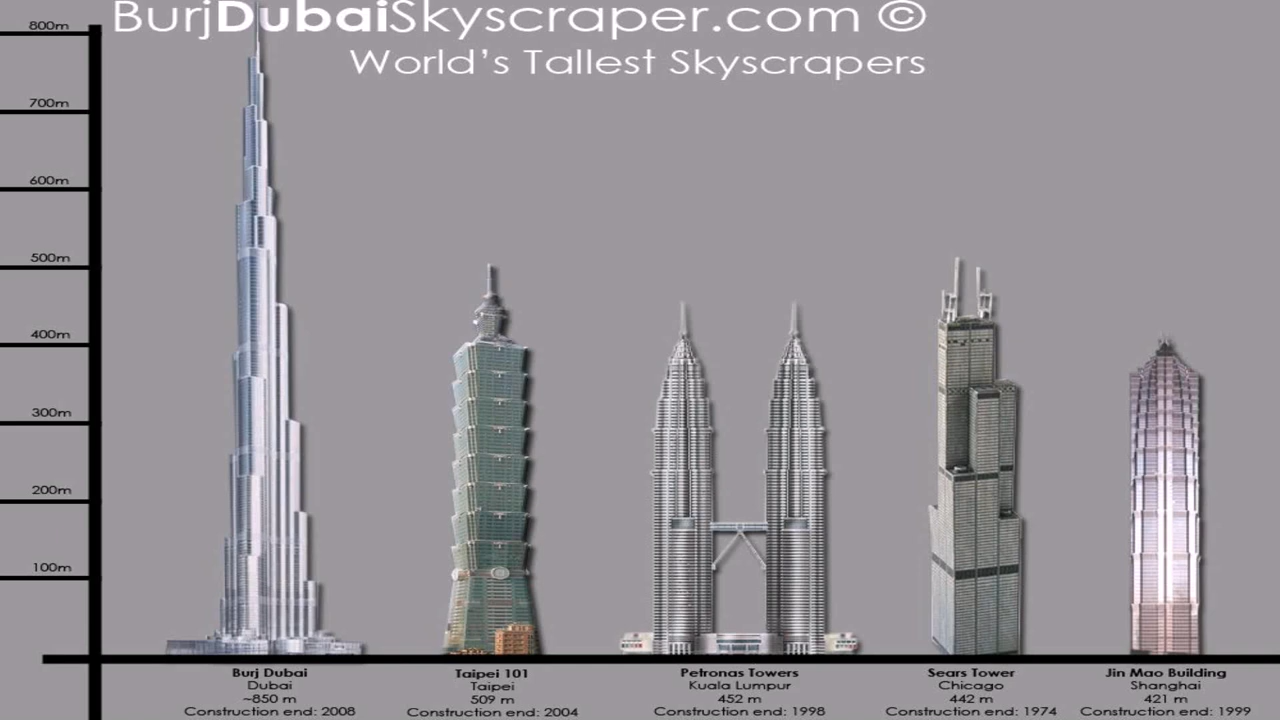 BurjDubaiSkyscraper.com ©
World's Tallest Skyscrapers
800m
700m
600m
500m
400m
300m
200m
100m
Burj Dubai
Dubai
~850 m
Construction end: 2008
Taipei 101
Taipei
509 m
Construction end: 2004
Petronas Towers
Kuala Lumpur
452 m
Construction end: 1998
Sears Tower
Chicago
442 m
Construction end: 1974
Jin Mao Building
Shanghai
421 m
Construction end: 1999